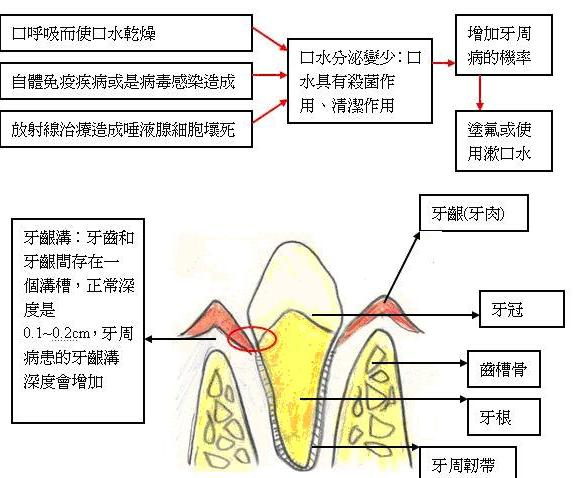 口呼吸而使口水乾燥
自體免疫疾病或是病毒感染造成
放射線治療造成唾液腺細胞壞死
口水分泌變少：口
水具有殺菌作
用、清潔作用
增加牙周
病的機率
塗氟或使
用漱口水
牙齦(牙肉)
牙齦溝：牙齒和
牙齦間存在一
個溝槽，正常深
度是
0.1~0.2cm，牙周
病患的牙齦溝
深度會增加
牙冠
齒槽骨
牙根
牙周韌帶